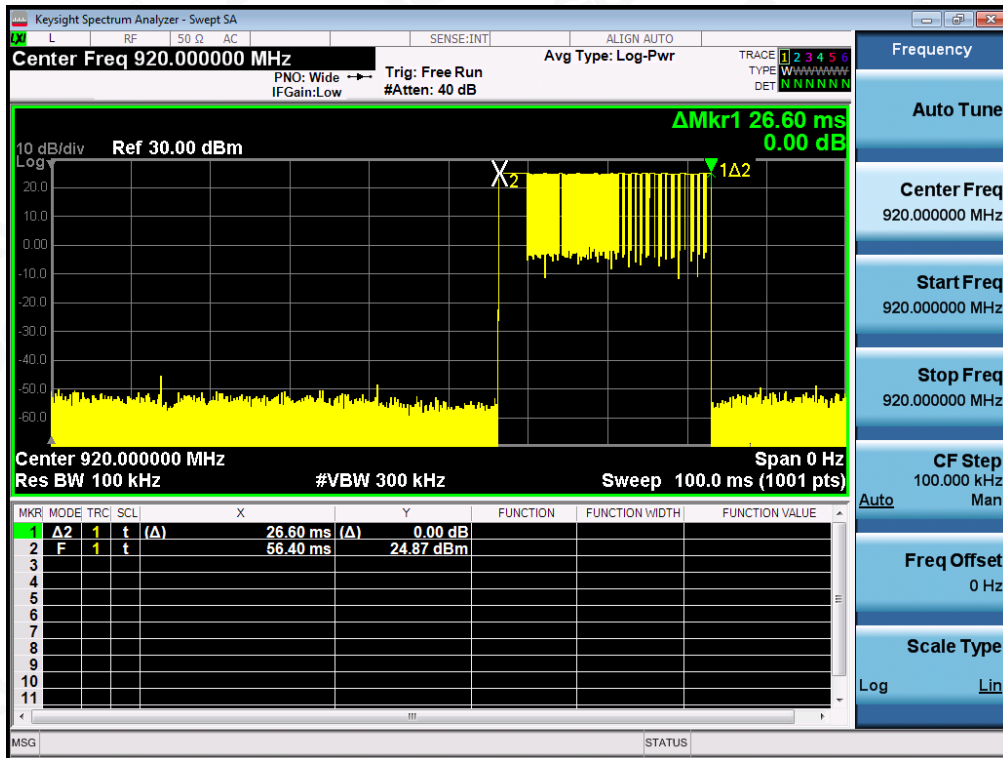 Keysight Spectrum Analyzer - Swept SA
LXI L RF 50 Ω AC SENSE:INT ALIGN AUTO
Center Freq 920.000000 MHz
PNO: Wide
IFGain:Low
Trig: Free Run
#Atten: 40 dB
Avg Type: Log-Pwr
TRACE 1 2 3 4 5 6
TYPE WWWWWW
DET N N N N N N
ΔMkr1 26.60 ms
0.00 dB
10 dB/div Ref 30.00 dBm
Log
20.0
10.0
0.00
-10.0
-20.0
-30.0
-40.0
-50.0
-60.0
X2
1Δ2
Center 920.000000 MHz Span 0 Hz
Res BW 100 kHz #VBW 300 kHz Sweep 100.0 ms (1001 pts)
MKR MODE TRC SCL X Y FUNCTION FUNCTION WIDTH FUNCTION VALUE
1 Δ2 1 t (Δ) 26.60 ms (Δ) 0.00 dB
2 F 1 t 56.40 ms 24.87 dBm
3
4
5
6
7
8
9
10
11
MSG STATUS
Frequency
Auto Tune
Center Freq
920.000000 MHz
Start Freq
920.000000 MHz
Stop Freq
920.000000 MHz
CF Step
100.000 kHz
Auto Man
Freq Offset
0 Hz
Scale Type
Log Lin